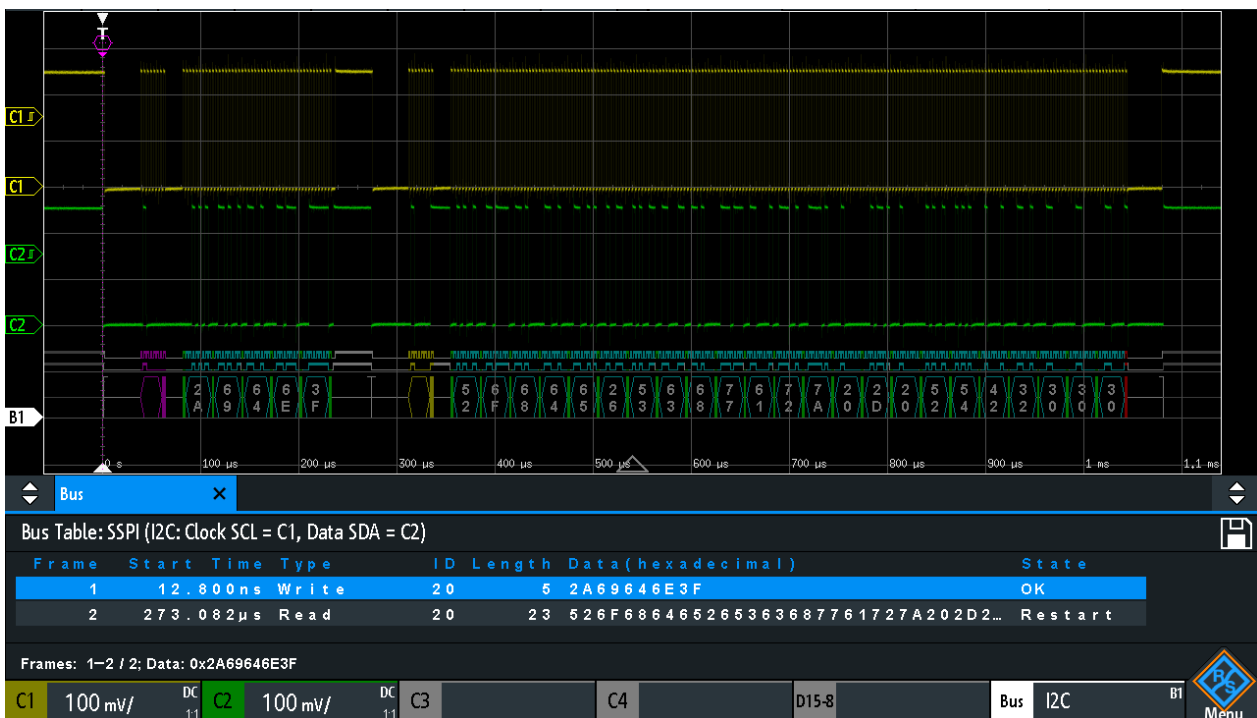 T
C1
C1
C2
C2
2 6 6 6 3 5 6 6 6 6 2 5 6 6 7 6 7 7 2 2 2 5 5 4 3 3 3 3
A 9 4 E F 2 F 8 4 5 6 3 3 8 7 1 2 A 0 D 0 2 4 2 2 0 0 0
B1
0 s 100 µs 200 µs 300 µs 400 µs 500 µs 600 µs 700 µs 800 µs 900 µs 1 ms 1.1 ms
Bus
Bus Table: SSPI (I2C: Clock SCL = C1, Data SDA = C2)
Frame Start Time Type ID Length Data(hexadecimal) State
1 12.800ns Write 20 5 2A69646E3F OK
2 273.082µs Read 20 23 526F686465265363687761727A202D2… Restart
Frames: 1–2 / 2; Data: 0x2A69646E3F
C1 100 mV/ DC 1:1 C2 100 mV/ DC 1:1 C3 C4 D15-8 Bus I2C B1
R&S
Menu